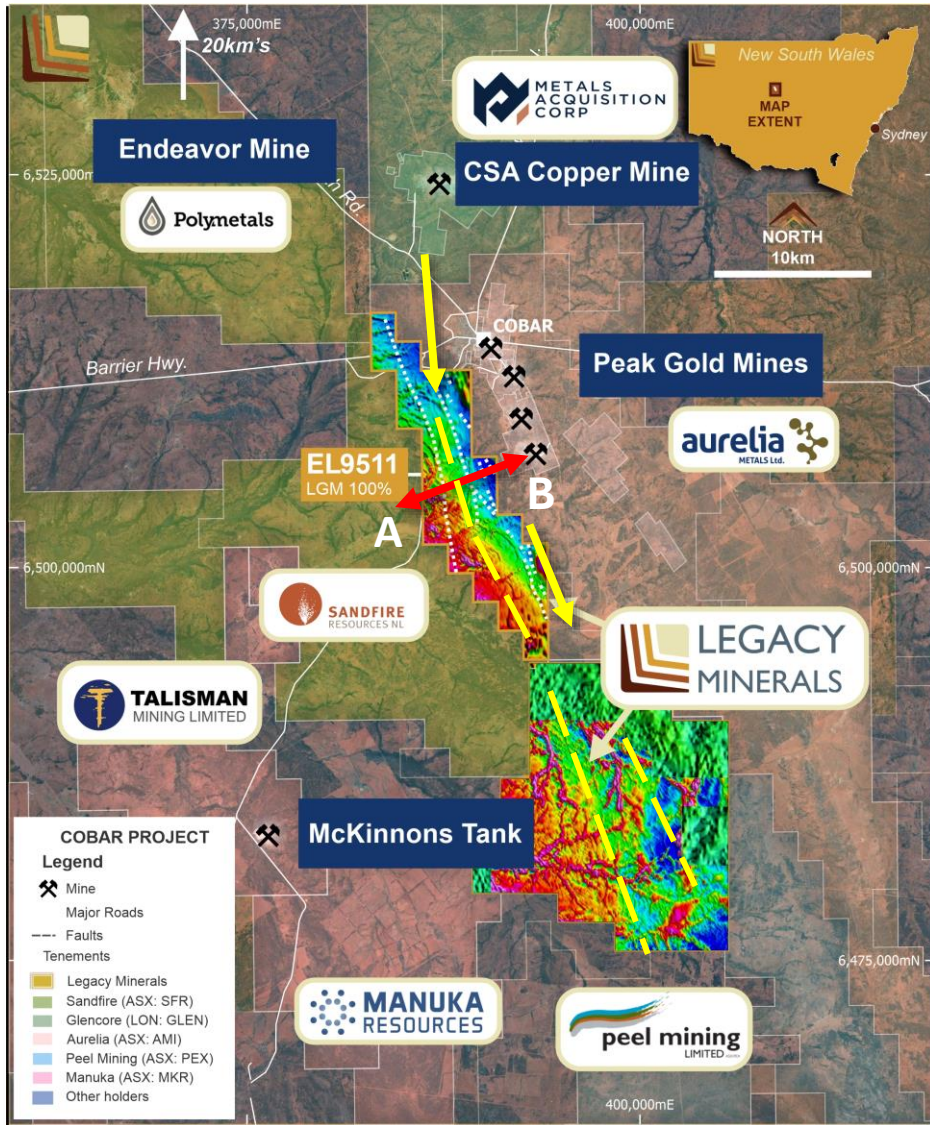 375,000mE
400,000mE
20km's
METALS
ACQUISITION
CORP
New South Wales
MAP
EXTENT
Sydney
Endeavor Mine
CSA Copper Mine
6,525,000m
Rd.
Polymetals
NORTH
10km
COBAR
Barrier Hwy.
Peak Gold Mines
aurelia
METALS Ltd.
EL9511
LGM 100%
A
B
6,500,000mN
6,500,000mN
SANDFIRE
RESOURCES NL
LEGACY
MINERALS
TALISMAN
MINING LIMITED
McKinnons Tank
COBAR PROJECT
Legend
Mine
Major Roads
Faults
Tenements
Legacy Minerals
Sandfire (ASX: SFR)
Glencore (LON: GLEN)
Aurelia (ASX: AMI)
Peel Mining (ASX: PEX)
Manuka (ASX: MKR)
Other holders
6,475,000mN
MANUKA
RESOURCES
peel mining
LIMITED
400,000mE